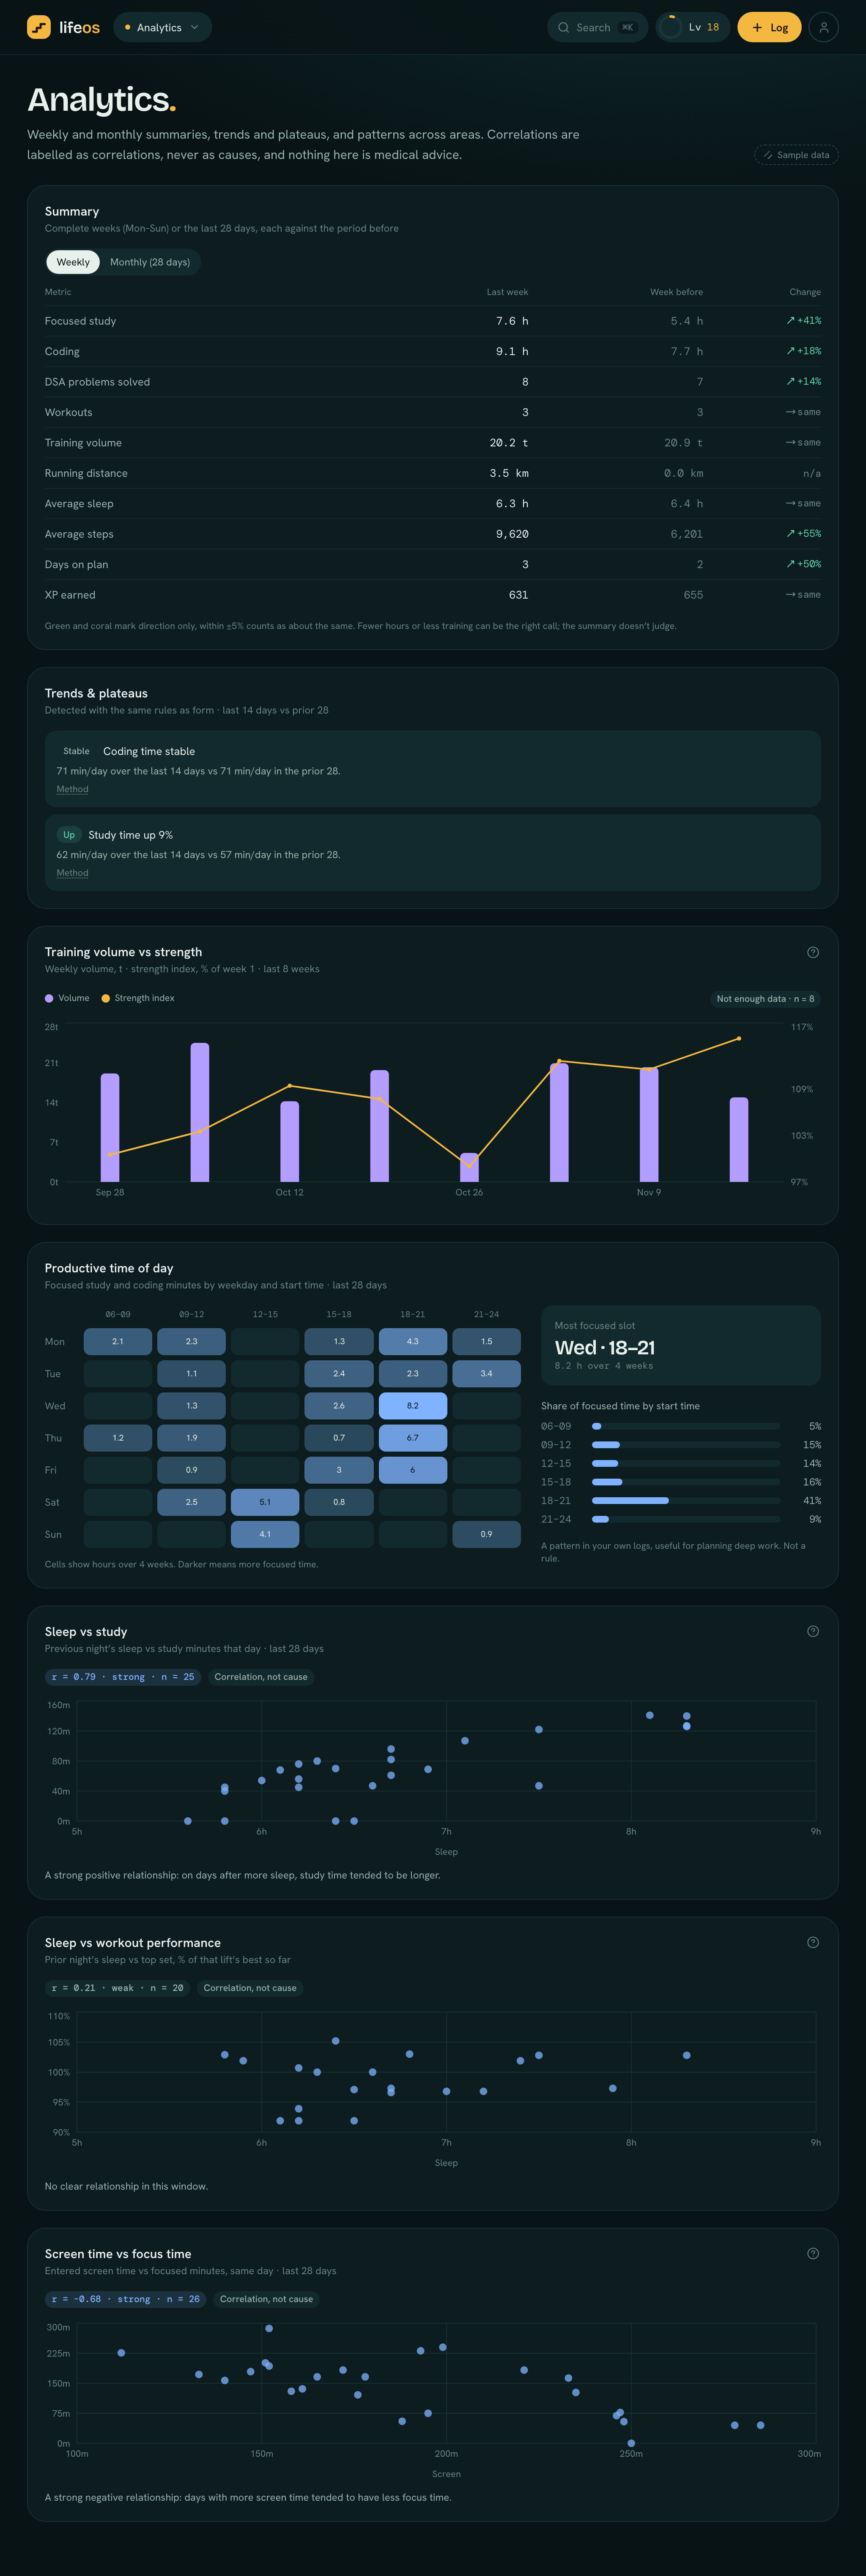 lifeos
Analytics
Search ⌘K
Lv 18
+ Log
Analytics.
Weekly and monthly summaries, trends and plateaus, and patterns across areas. Correlations are
labelled as correlations, never as causes, and nothing here is medical advice.
Sample data
Summary
Complete weeks (Mon–Sun) or the last 28 days, each against the period before
Weekly Monthly (28 days)
Metric Last week Week before Change
Focused study 7.6 h 5.4 h ↗ +41%
Coding 9.1 h 7.7 h ↗ +18%
DSA problems solved 8 7 ↗ +14%
Workouts 3 3 → same
Training volume 20.2 t 20.9 t → same
Running distance 3.5 km 0.0 km n/a
Average sleep 6.3 h 6.4 h → same
Average steps 9,620 6,201 ↗ +55%
Days on plan 3 2 ↗ +50%
XP earned 631 655 → same
Green and coral mark direction only, within ±5% counts as about the same. Fewer hours or less training can be the right call; the summary doesn’t judge.
Trends & plateaus
Detected with the same rules as form · last 14 days vs prior 28
Stable Coding time stable
71 min/day over the last 14 days vs 71 min/day in the prior 28.
Method
Up Study time up 9%
62 min/day over the last 14 days vs 57 min/day in the prior 28.
Method
Training volume vs strength
Weekly volume, t · strength index, % of week 1 · last 8 weeks
Volume Strength index
Not enough data · n = 8
28t 117%
21t 109%
14t
7t 103%
0t 97%
Sep 28 Oct 12 Oct 26 Nov 9
Productive time of day
Focused study and coding minutes by weekday and start time · last 28 days
06–09 09–12 12–15 15–18 18–21 21–24
Mon 2.1 2.3 1.3 4.3 1.5
Tue 1.1 2.4 2.3 3.4
Wed 1.3 2.6 8.2
Thu 1.2 1.9 0.7 6.7
Fri 0.9 3 6
Sat 2.5 5.1 0.8
Sun 4.1 0.9
Cells show hours over 4 weeks. Darker means more focused time.
Most focused slot
Wed · 18–21
8.2 h over 4 weeks
Share of focused time by start time
06–09 5%
09–12 15%
12–15 14%
15–18 16%
18–21 41%
21–24 9%
A pattern in your own logs, useful for planning deep work. Not a
rule.
Sleep vs study
Previous night’s sleep vs study minutes that day · last 28 days
r = 0.79 · strong · n = 25 Correlation, not cause
160m
120m
80m
40m
0m
5h 6h 7h 8h 9h
Sleep
A strong positive relationship: on days after more sleep, study time tended to be longer.
Sleep vs workout performance
Prior night’s sleep vs top set, % of that lift’s best so far
r = 0.21 · weak · n = 20 Correlation, not cause
110%
105%
100%
95%
90%
5h 6h 7h 8h 9h
Sleep
No clear relationship in this window.
Screen time vs focus time
Entered screen time vs focused minutes, same day · last 28 days
r = -0.68 · strong · n = 26 Correlation, not cause
300m
225m
150m
75m
0m
100m 150m 200m 250m 300m
Screen
A strong negative relationship: days with more screen time tended to have less focus time.